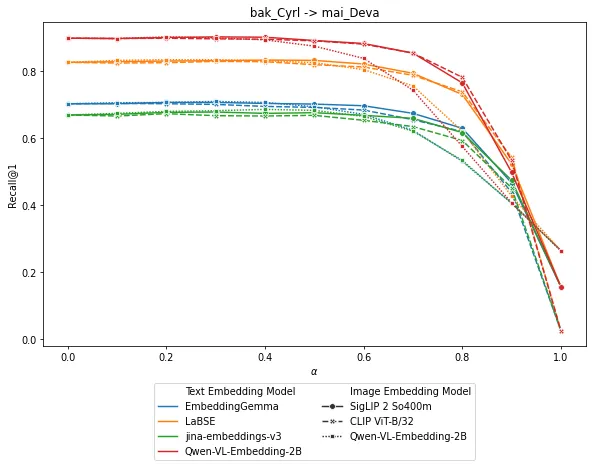 bak_Cyrl -> mai_Deva
Recall@1
0.8
0.6
0.4
0.2
0.0
0.0 0.2 0.4 0.6 0.8 1.0
α
Text Embedding Model
EmbeddingGemma
LaBSE
jina-embeddings-v3
Qwen-VL-Embedding-2B
Image Embedding Model
SigLIP 2 So400m
CLIP ViT-B/32
Qwen-VL-Embedding-2B